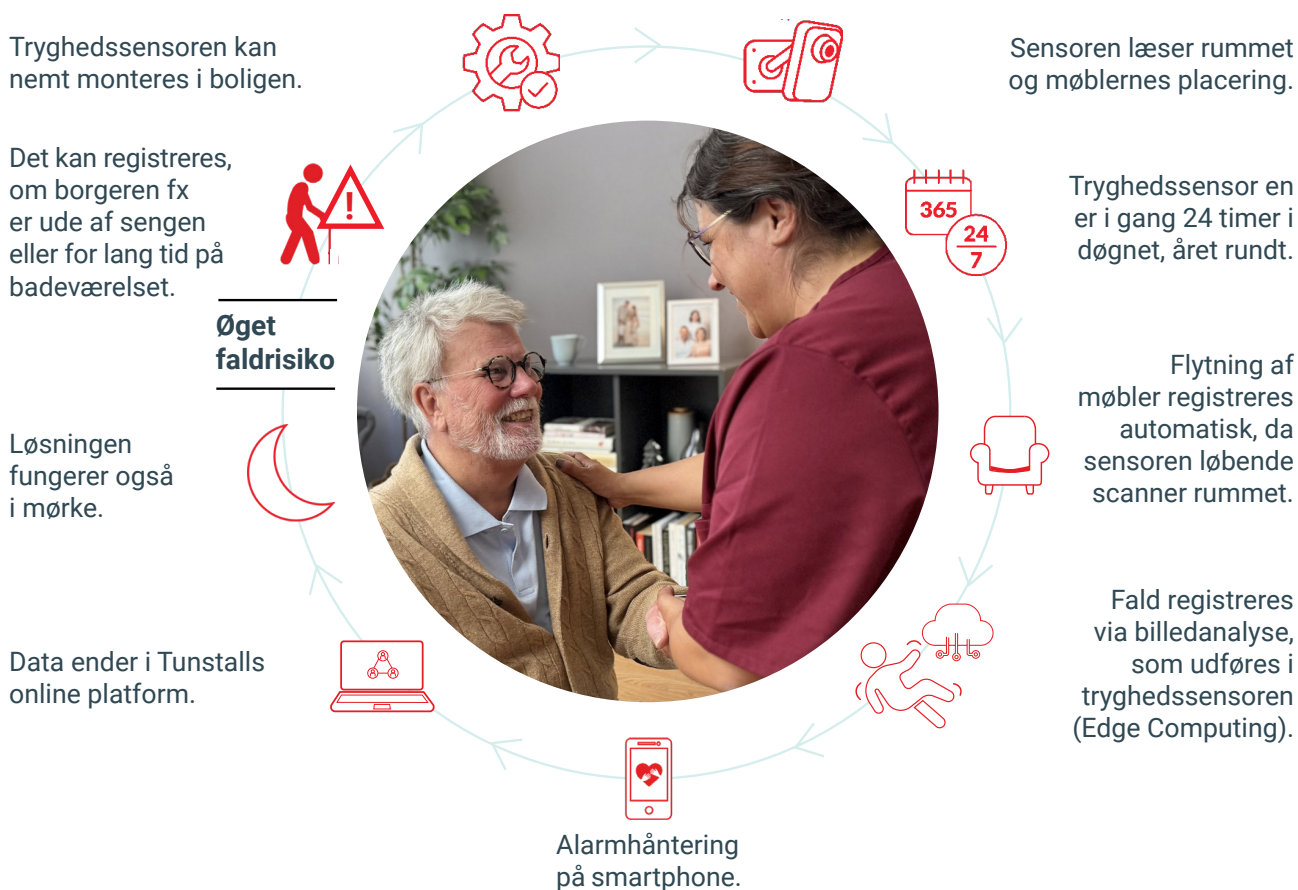 Tryghedssensoren kan
nemt monteres i boligen.
Sensoren læser rummet
og møblernes placering.
365
24
7
Tryghedssensor en
er i gang 24 timer i
døgnet, året rundt.
Flytning af
møbler registreres
automatisk, da
sensoren løbende
scanner rummet.
Fald registreres
via billedanalyse,
som udføres i
tryghedssensoren
(Edge Computing).
Alarmhåntering
på smartphone.
Data ender i Tunstalls
online platform.
Løsningen
fungerer også
i mørke.
Det kan registreres,
om borgeren fx
er ude af sengen
eller for lang tid på
badeværelset.
!
Øget
faldrisiko